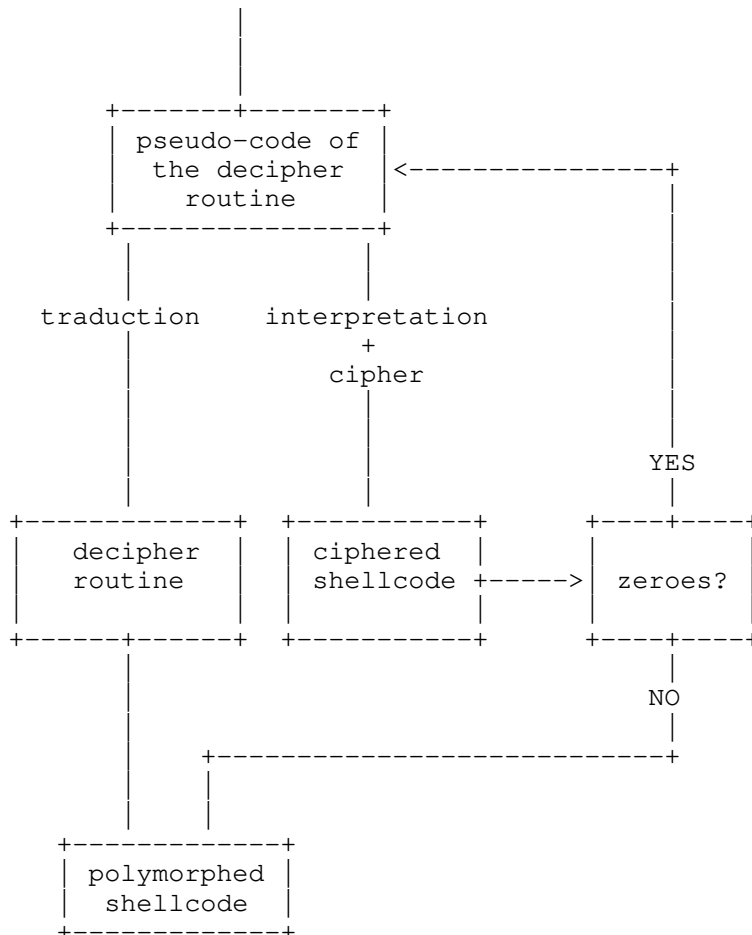 pseudo-code of
the decipher
routine
traduction
interpretation
+
cipher
YES
decipher
routine
ciphered
shellcode
zeroes?
NO
polymorphed
shellcode